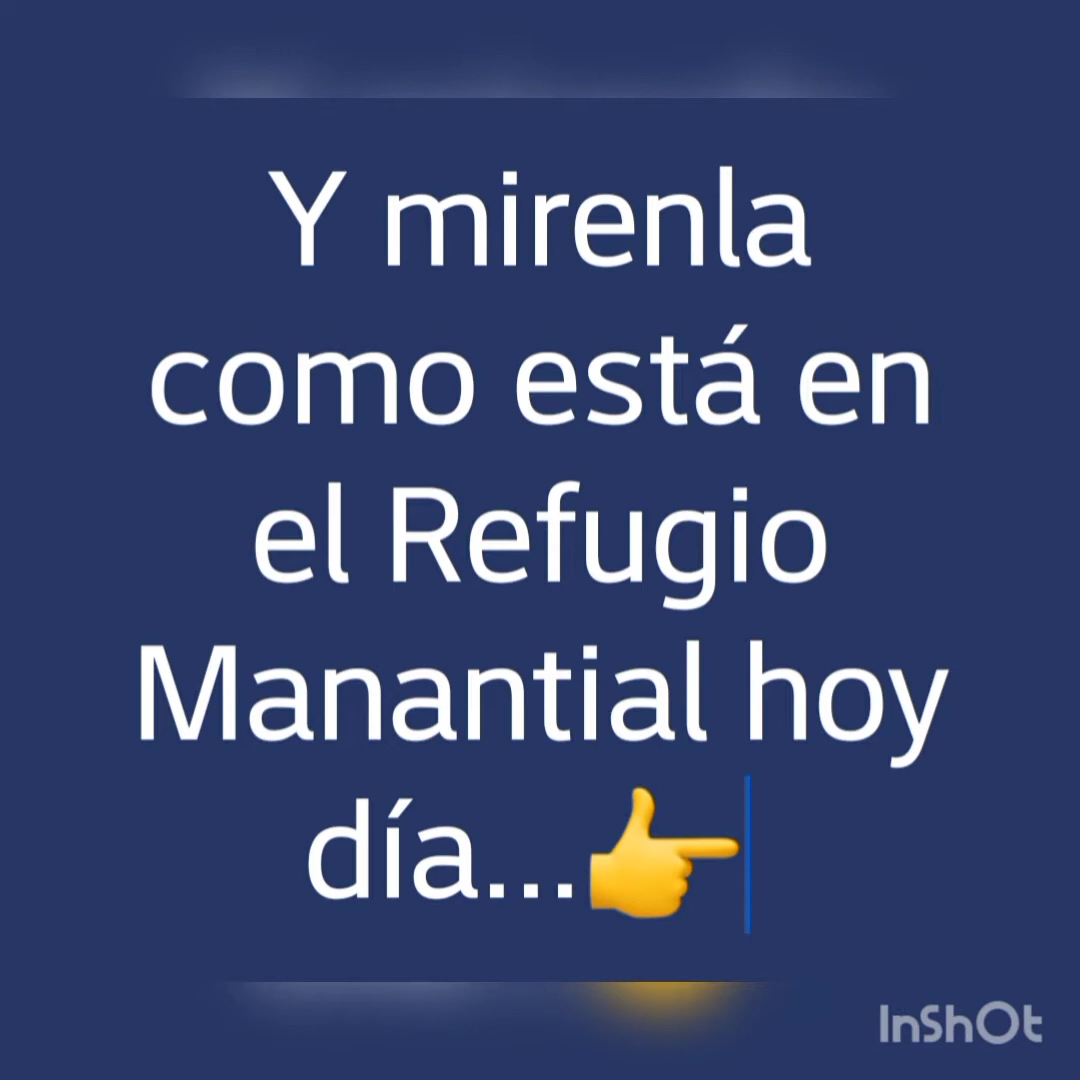 Y mirenla
como está en
el Refugio
Manantial hoy
día...👉
InShOt